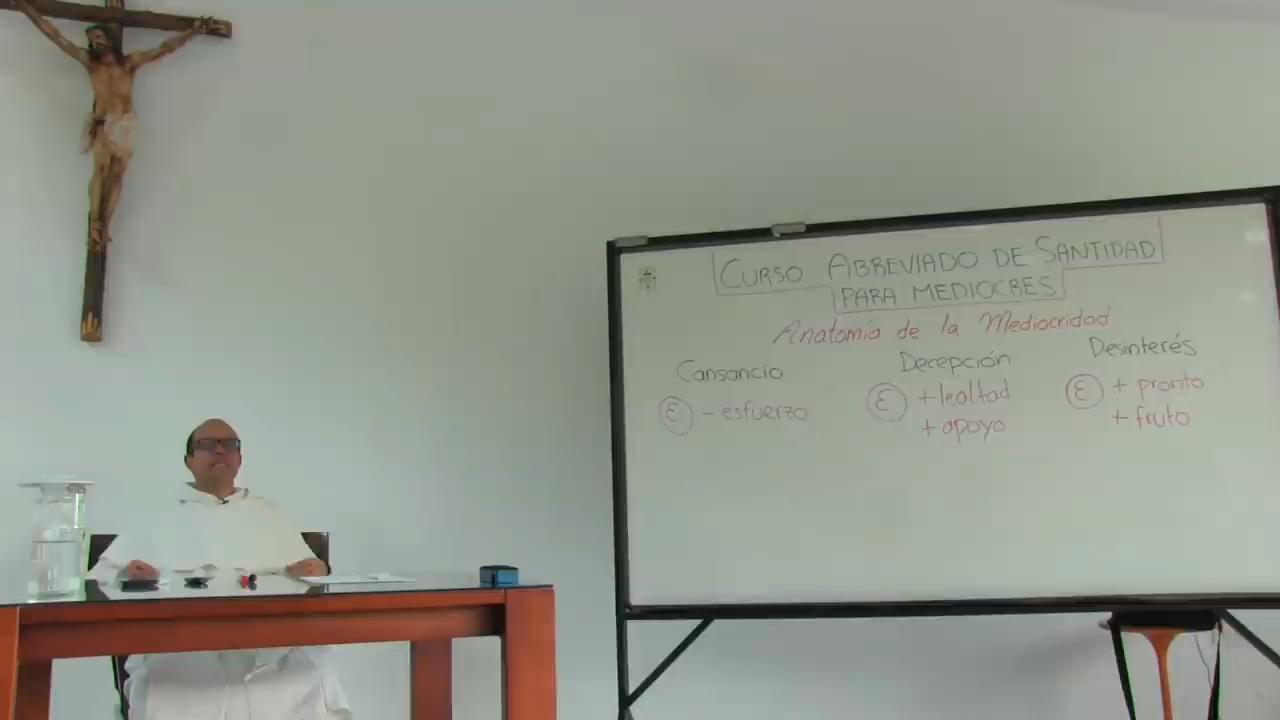 CURSO ABREVIADO DE SANTIDAD
PARA MEDIOCRES
Anatomía de la Mediocridad
Cansancio
Ɛ - esfuerzo
Decepción
Ɛ + lealtad
+ apoyo
Desinterés
Ɛ + pronto
+ fruto